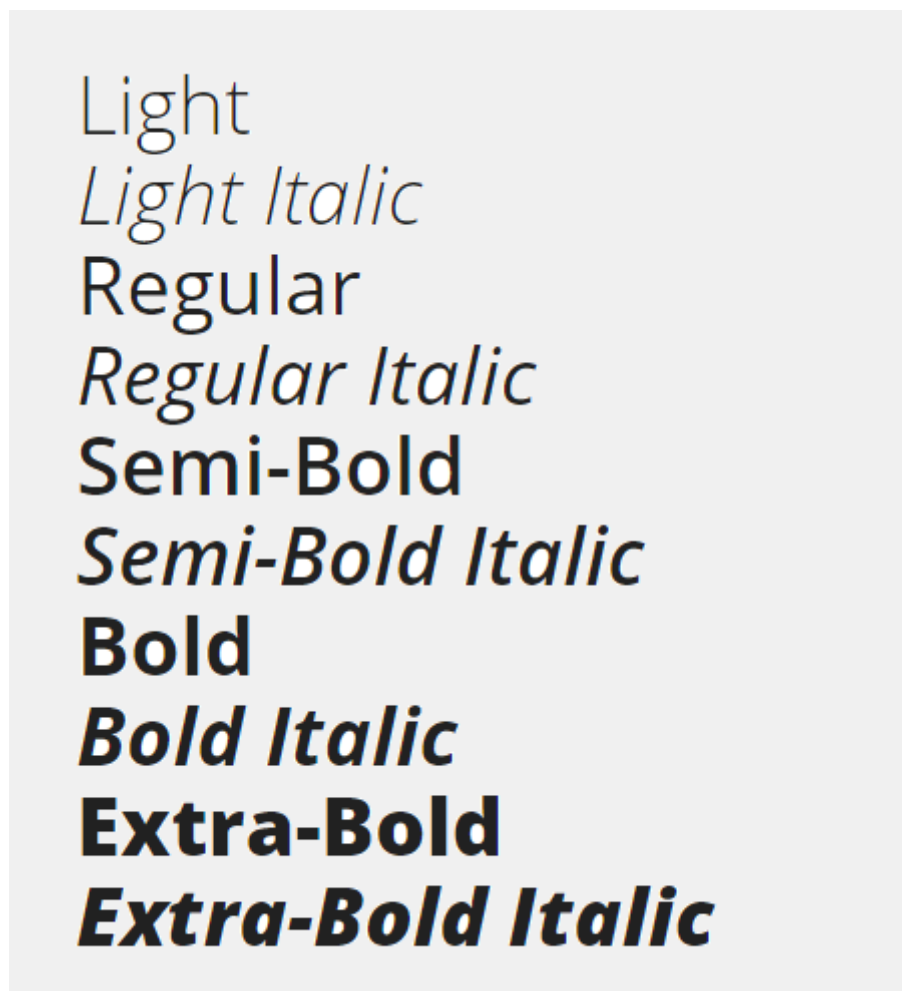 Light
Light Italic
Regular
Regular Italic
Semi-Bold
Semi-Bold Italic
Bold
Bold Italic
Extra-Bold
Extra-Bold Italic